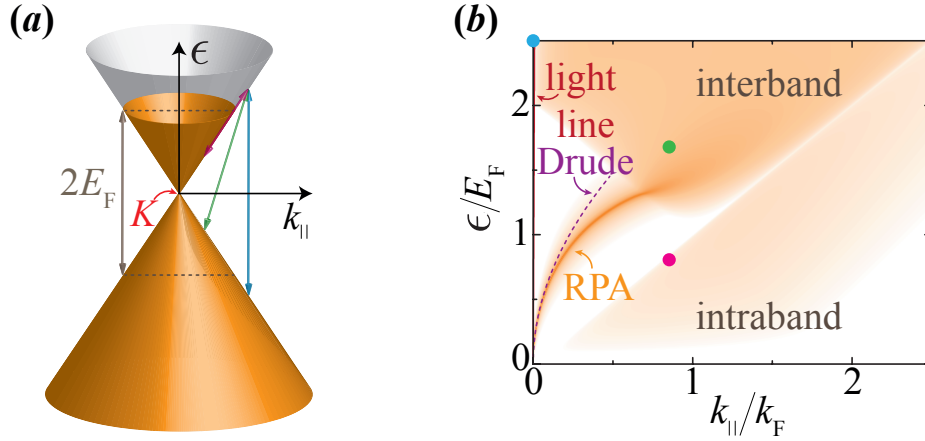 (a)
ϵ
2E_F
K
k_||
(b)
light
line
Drude
RPA
interband
intraband
ϵ/E_F
2
1
0
0
1
2
k_||/k_F